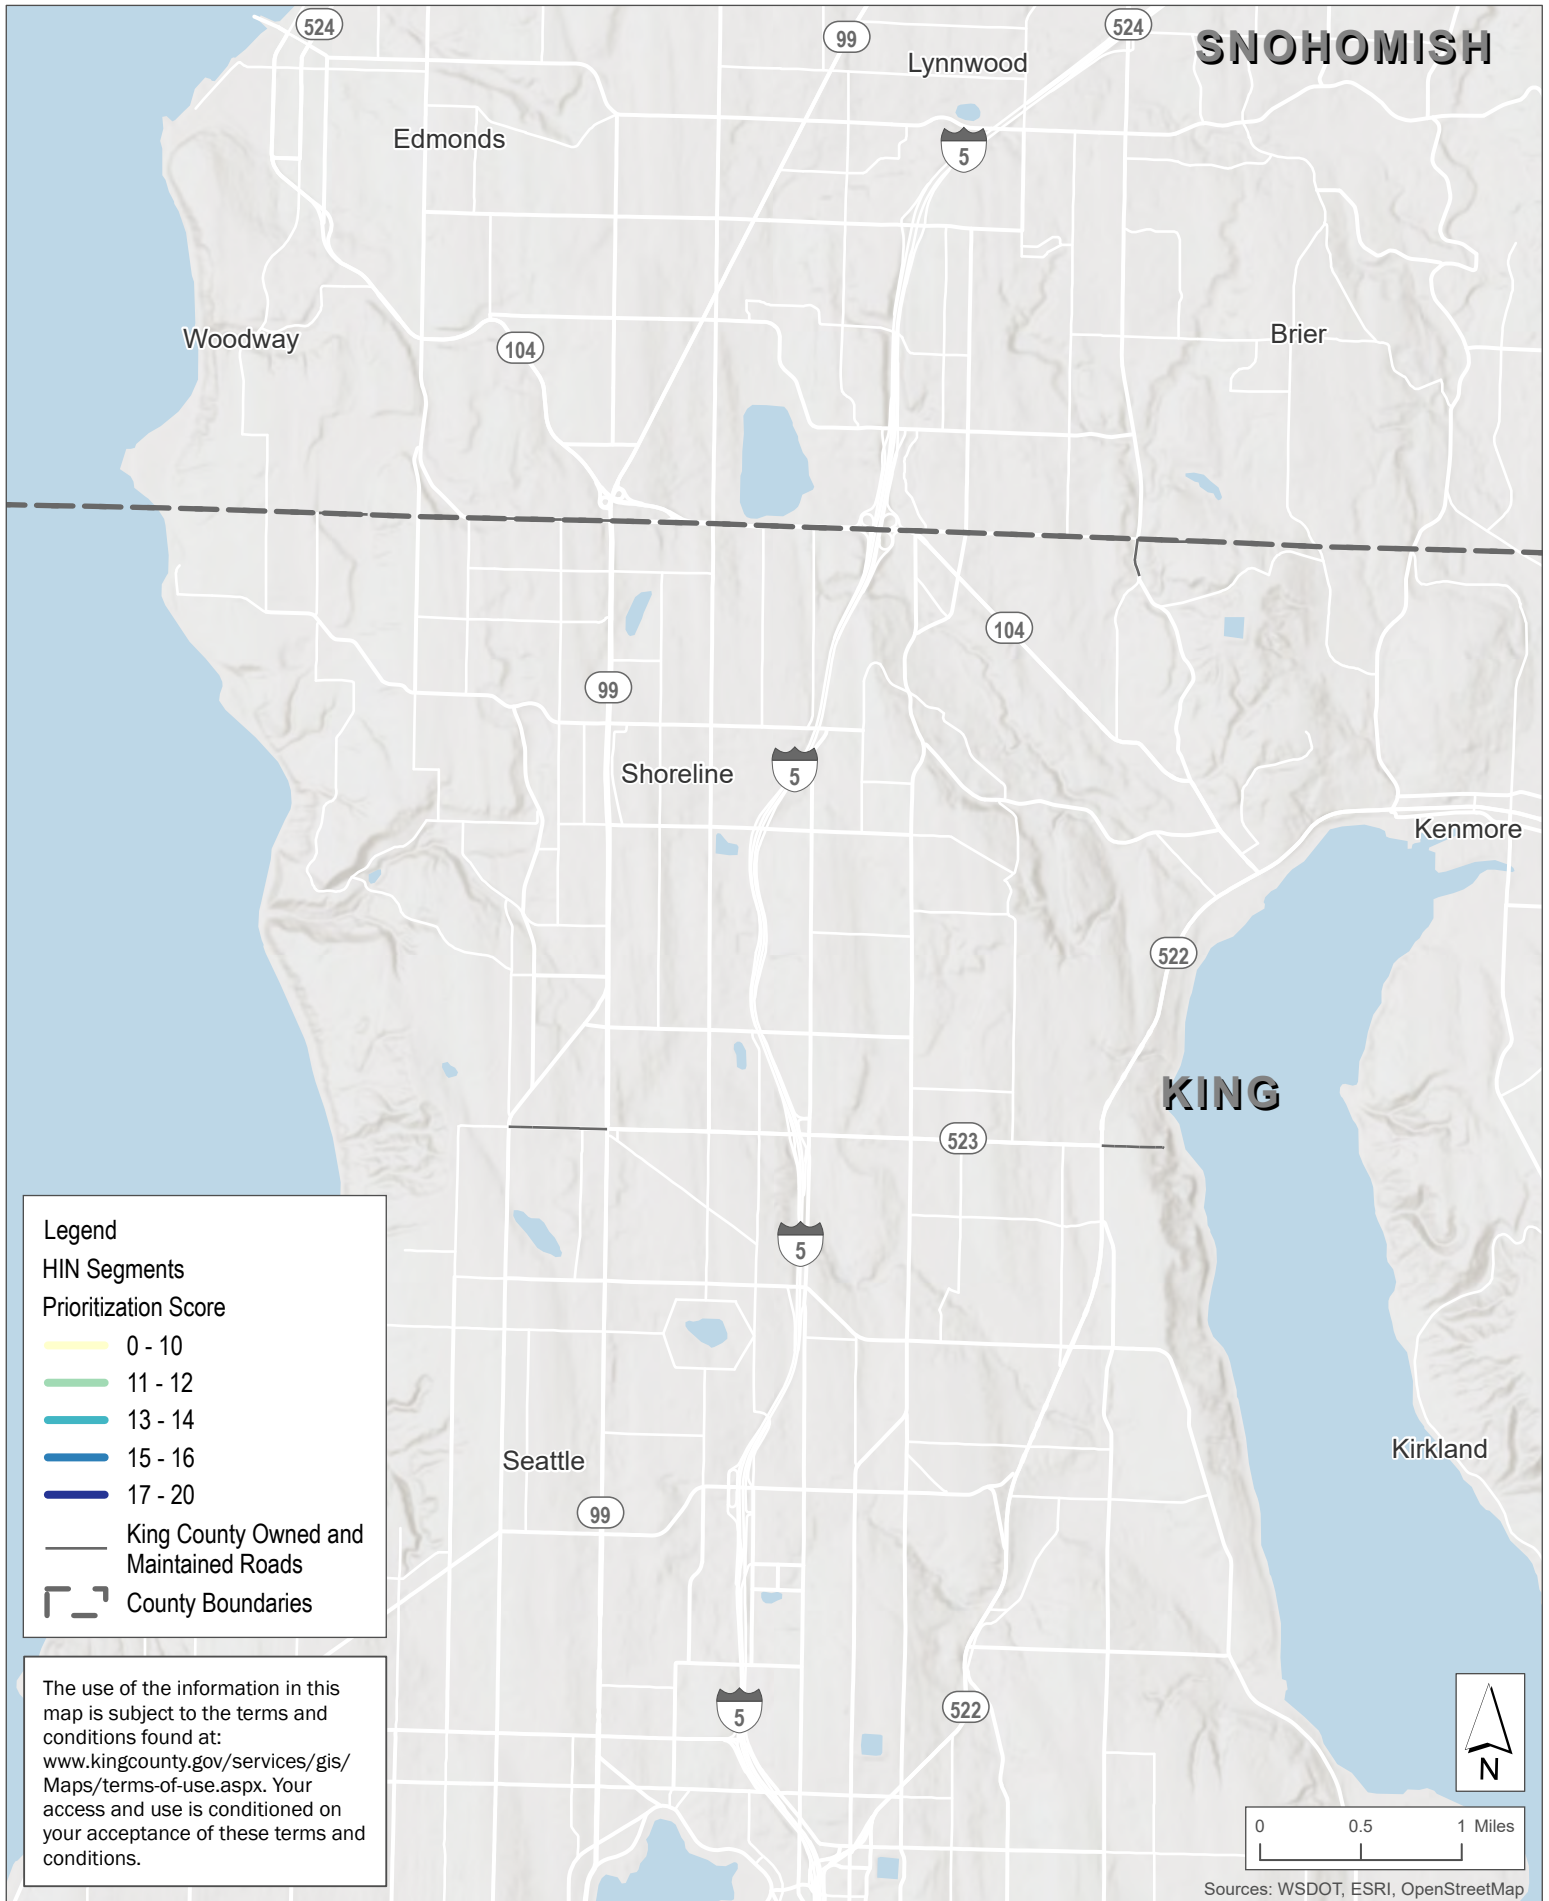 524
99
524
SNOHOMISH
Lynnwood
Edmonds
5
Woodway
Brier
104
104
99
Shoreline
5
Kenmore
522
KING
523
5
Legend
HIN Segments
Prioritization Score
0 - 10
11 - 12
13 - 14
15 - 16
17 - 20
King County Owned and
Maintained Roads
County Boundaries
Seattle
Kirkland
99
The use of the information in this
map is subject to the terms and
conditions found at:
www.kingcounty.gov/services/gis/
Maps/terms-of-use.aspx. Your
access and use is conditioned on
your acceptance of these terms and
conditions.
5
522
N
0 0.5 1 Miles
Sources: WSDOT, ESRI, OpenStreetMap